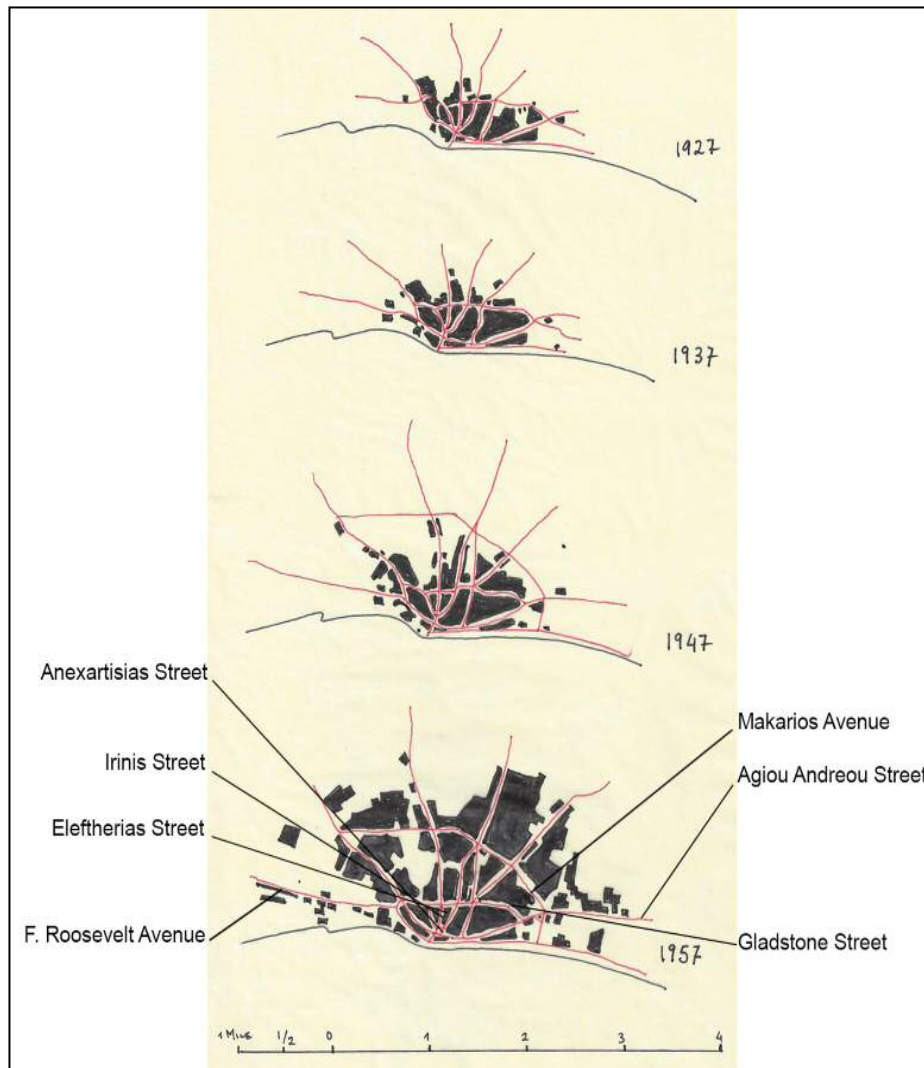 1927
1937
1947
Anexartisias Street
Irinis Street
Eleftherias Street
F. Roosevelt Avenue
Makarios Avenue
Agiou Andreou Street
Gladstone Street
1957
1 MILE 1/2 0 1 2 3 4